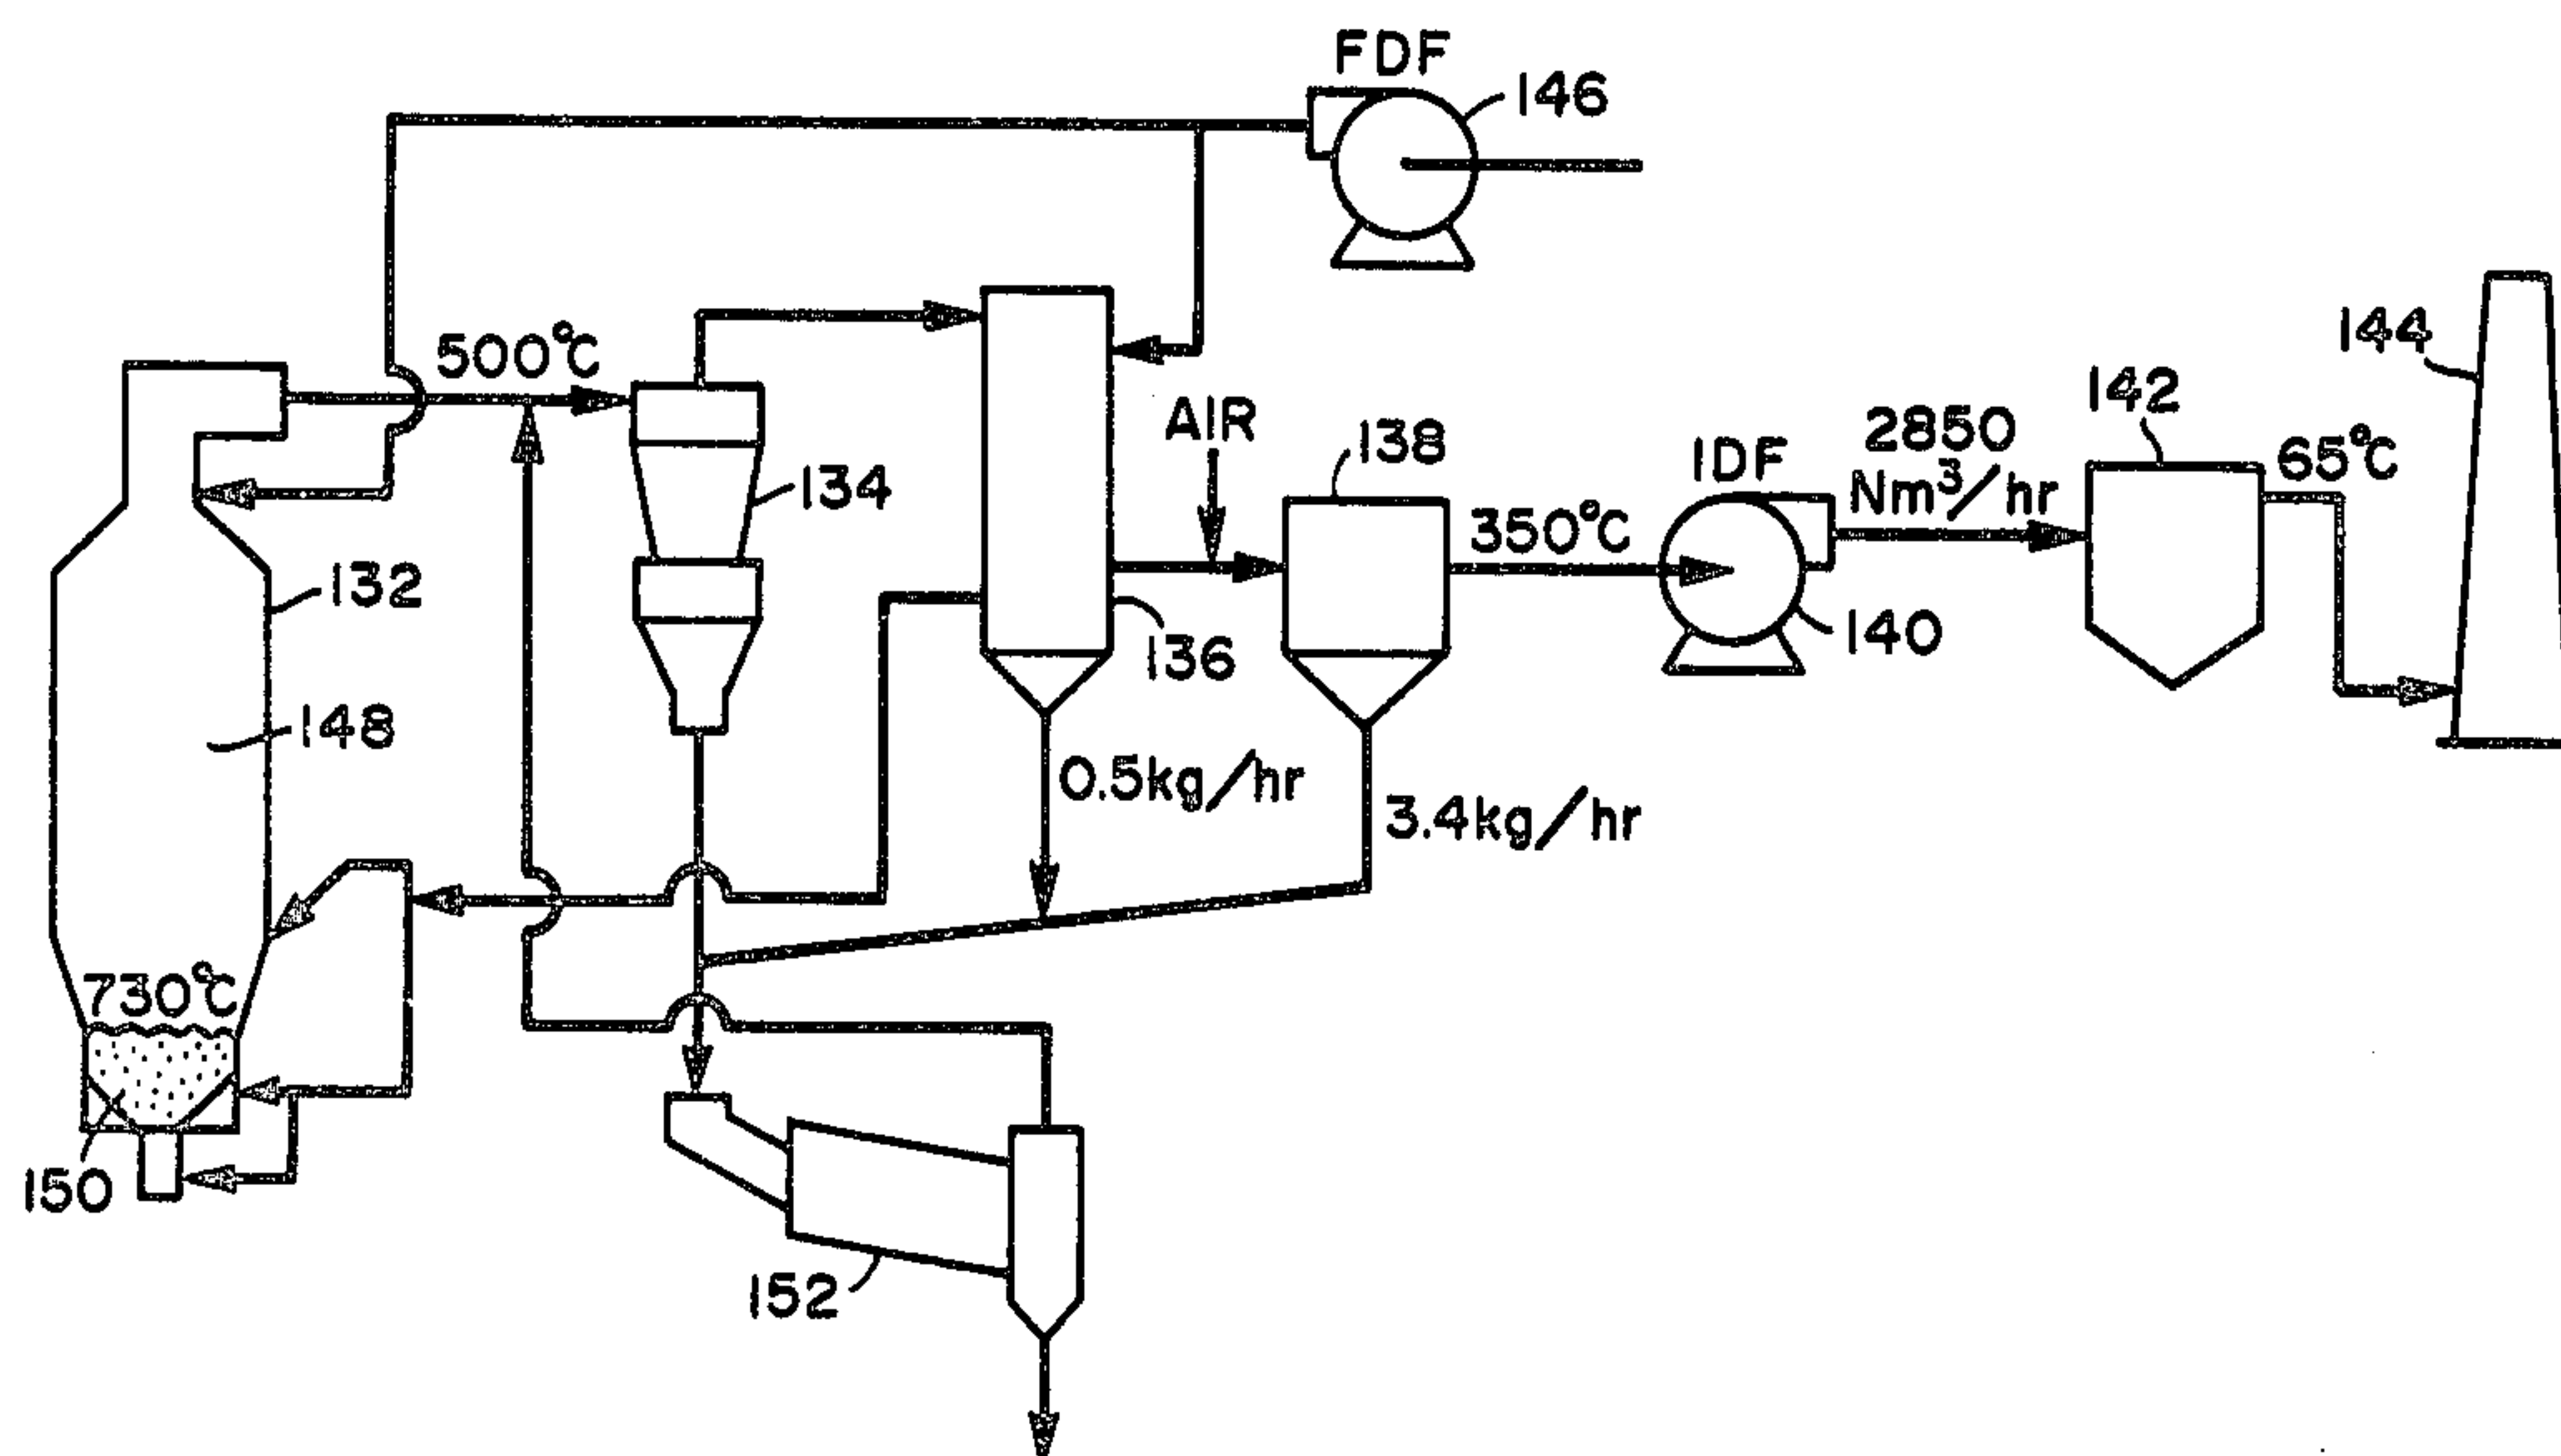 FDF
146
500°C
134
AIR
138
IDF
2850
Nm³/hr
142
65°C
144
350°C
140
132
136
148
0.5kg/hr
3.4kg/hr
730°C
150
152